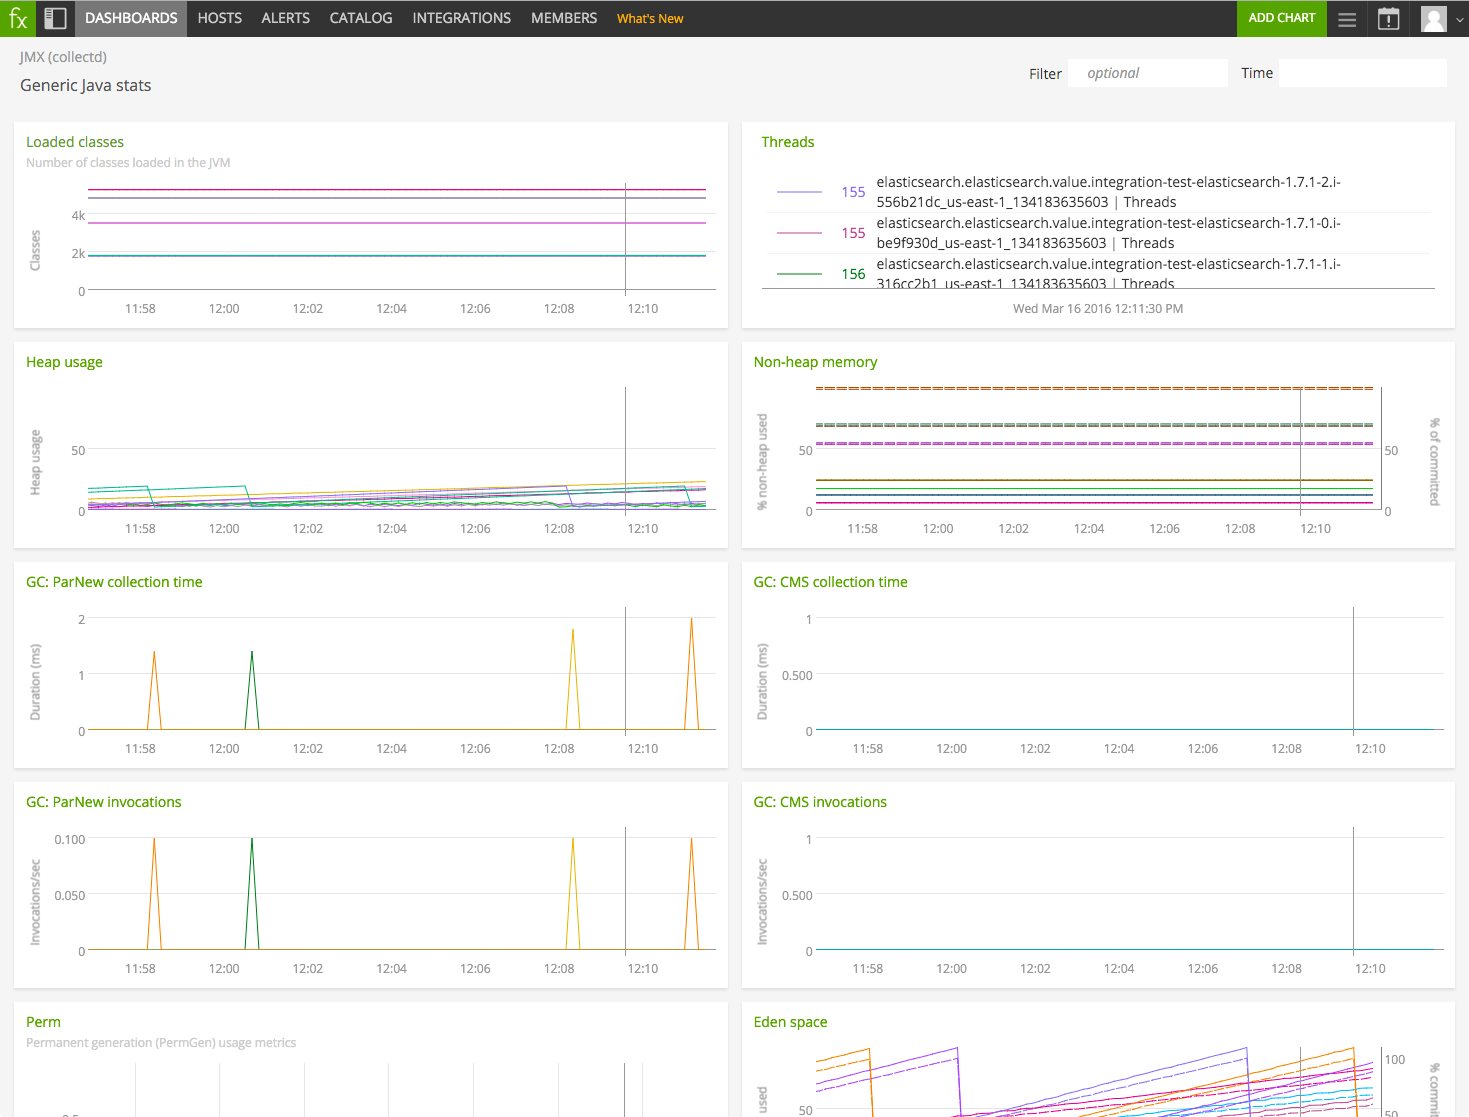 fx DASHBOARDS HOSTS ALERTS CATALOG INTEGRATIONS MEMBERS What's New ADD CHART
JMX (collectd)
Generic Java stats
Filter optional Time
Loaded classes
Number of classes loaded in the JVM
Classes
4k
2k
0
11:58 12:00 12:02 12:04 12:06 12:08 12:10
Threads
155 elasticsearch.elasticsearch.value.integration-test-elasticsearch-1.7.1-2.i-
556b21dc_us-east-1_134183635603 | Threads
155 elasticsearch.elasticsearch.value.integration-test-elasticsearch-1.7.1-0.i-
be9f930d_us-east-1_134183635603 | Threads
156 elasticsearch.elasticsearch.value.integration-test-elasticsearch-1.7.1-1.i-
316cc2b1_us-east-1_134183635603 | Threads
Wed Mar 16 2016 12:11:30 PM
Heap usage
Heap usage
50
0
11:58 12:00 12:02 12:04 12:06 12:08 12:10
Non-heap memory
% non-heap used
50
0
50
0
% of committed
11:58 12:00 12:02 12:04 12:06 12:08 12:10
GC: ParNew collection time
Duration (ms)
2
1
0
11:58 12:00 12:02 12:04 12:06 12:08 12:10
GC: CMS collection time
Duration (ms)
1
0.500
0
11:58 12:00 12:02 12:04 12:06 12:08 12:10
GC: ParNew invocations
Invocations/sec
0.100
0.050
0
11:58 12:00 12:02 12:04 12:06 12:08 12:10
GC: CMS invocations
Invocations/sec
1
0.500
0
11:58 12:00 12:02 12:04 12:06 12:08 12:10
Perm
Permanent generation (PermGen) usage metrics
Eden space
used
50
100
50
% commit